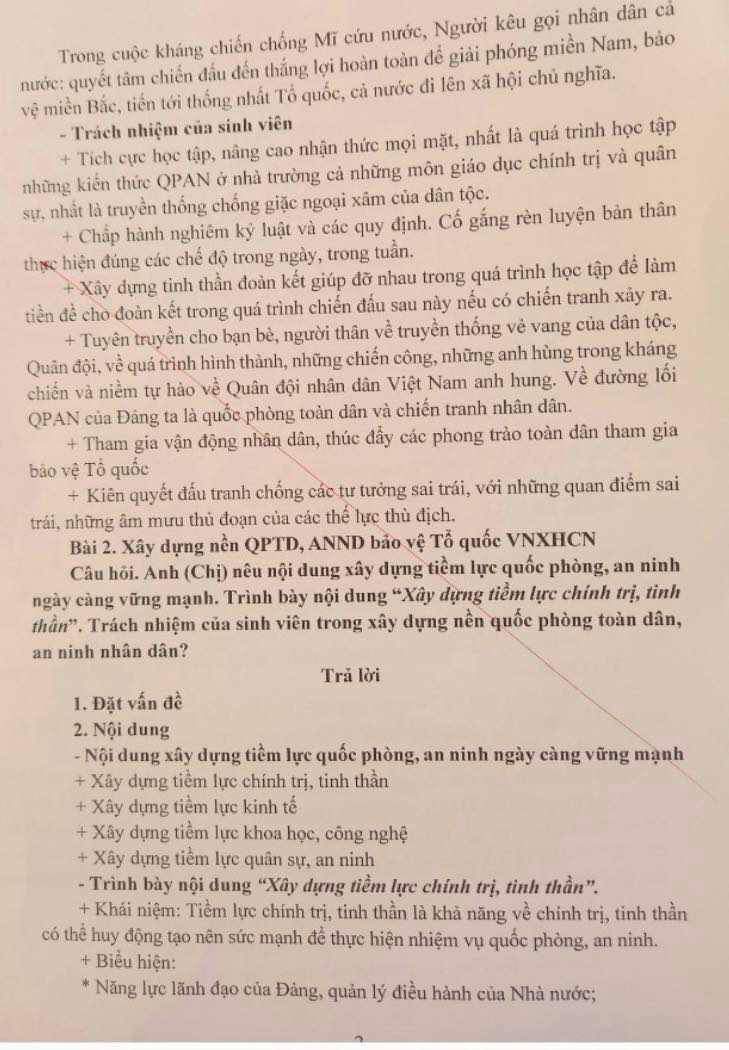 Trong cuộc kháng chiến chống Mĩ cứu nước, Người kêu gọi nhân dân cả
nước: quyết tâm chiến đấu đến thắng lợi hoàn toàn để giải phóng miền Nam, bảo
vệ miền Bắc, tiến tới thống nhất Tổ quốc, cả nước đi lên xã hội chủ nghĩa.
- Trách nhiệm của sinh viên
+ Tích cực học tập, nâng cao nhận thức mọi mặt, nhất là quá trình học tập
những kiến thức QPAN ở nhà trường cả những môn giáo dục chính trị và quân
sự, nhất là truyền thống chống giặc ngoại xâm của dân tộc.
+ Chấp hành nghiêm kỷ luật và các quy định. Cố gắng rèn luyện bản thân
thực hiện đúng các chế độ trong ngày, trong tuần.
+ Xây dựng tinh thần đoàn kết giúp đỡ nhau trong quá trình học tập để làm
tiền đề cho đoàn kết trong quá trình chiến đấu sau này nếu có chiến tranh xảy ra.
+ Tuyên truyền cho bạn bè, người thân về truyền thống vẻ vang của dân tộc,
Quân đội, về quá trình hình thành, những chiến công, những anh hùng trong kháng
chiến và niềm tự hào về Quân đội nhân dân Việt Nam anh hung. Về đường lối
QPAN của Đảng ta là quốc phòng toàn dân và chiến tranh nhân dân.
+ Tham gia vận động nhân dân, thúc đẩy các phong trào toàn dân tham gia
bảo vệ Tổ quốc
+ Kiên quyết đấu tranh chống các tư tưởng sai trái, với những quan điểm sai
trái, những âm mưu thủ đoạn của các thế lực thù địch.
Bài 2. Xây dựng nền QPTD, ANND bảo vệ Tổ quốc VNXHCN
Câu hỏi. Anh (Chị) nêu nội dung xây dựng tiềm lực quốc phòng, an ninh
ngày càng vững mạnh. Trình bày nội dung “Xây dựng tiềm lực chính trị, tinh
thần”. Trách nhiệm của sinh viên trong xây dựng nền quốc phòng toàn dân,
an ninh nhân dân?
Trả lời
1. Đặt vấn đề
2. Nội dung
- Nội dung xây dựng tiềm lực quốc phòng, an ninh ngày càng vững mạnh
+ Xây dựng tiềm lực chính trị, tinh thần
+ Xây dựng tiềm lực kinh tế
+ Xây dựng tiềm lực khoa học, công nghệ
+ Xây dựng tiềm lực quân sự, an ninh
- Trình bày nội dung “Xây dựng tiềm lực chính trị, tinh thần”.
+ Khái niệm: Tiềm lực chính trị, tinh thần là khả năng về chính trị, tinh thần
có thể huy động tạo nên sức mạnh để thực hiện nhiệm vụ quốc phòng, an ninh.
+ Biểu hiện:
* Năng lực lãnh đạo của Đảng, quản lý điều hành của Nhà nước;